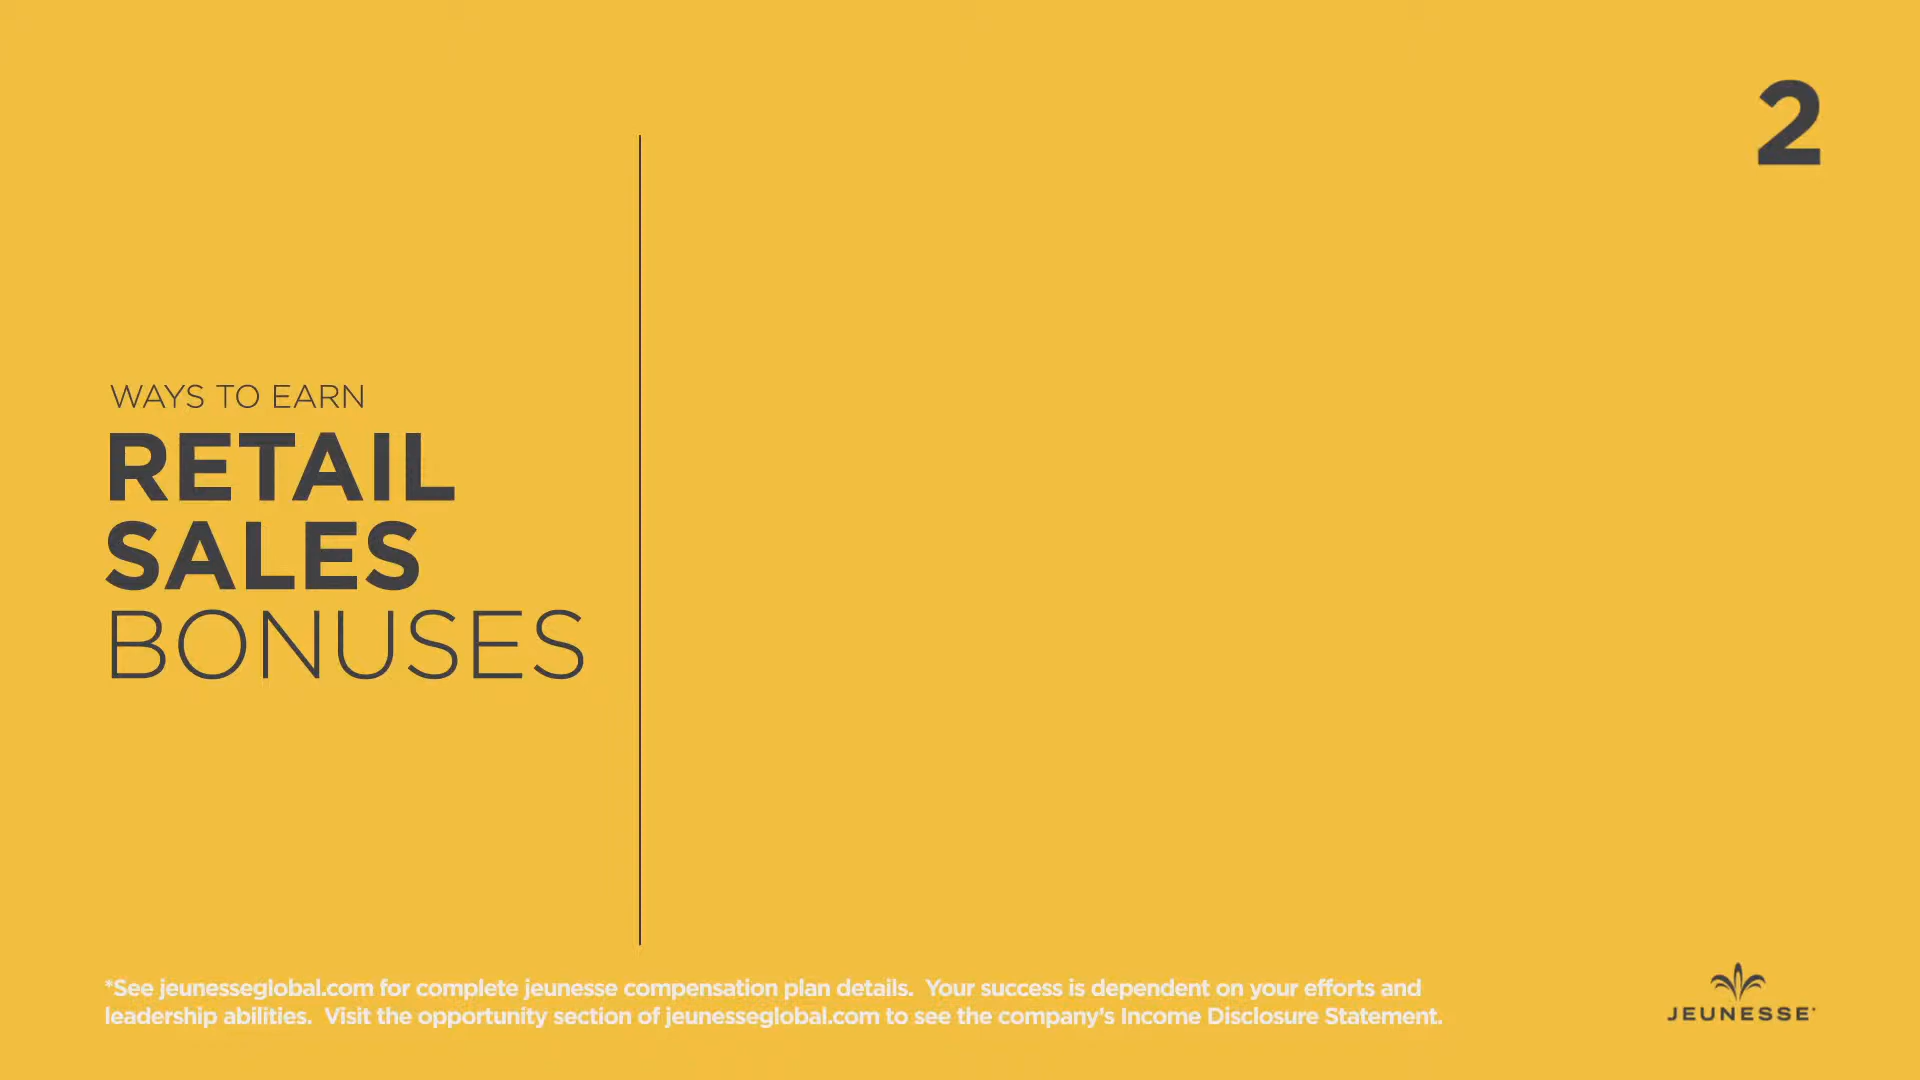 2
WAYS TO EARN
RETAIL
SALES
BONUSES
*See jeunesseglobal.com for complete jeunesse compensation plan details.  Your success is dependent on your efforts and
leadership abilities.  Visit the opportunity section of jeunesseglobal.com to see the company's Income Disclosure Statement.
JEUNESSE